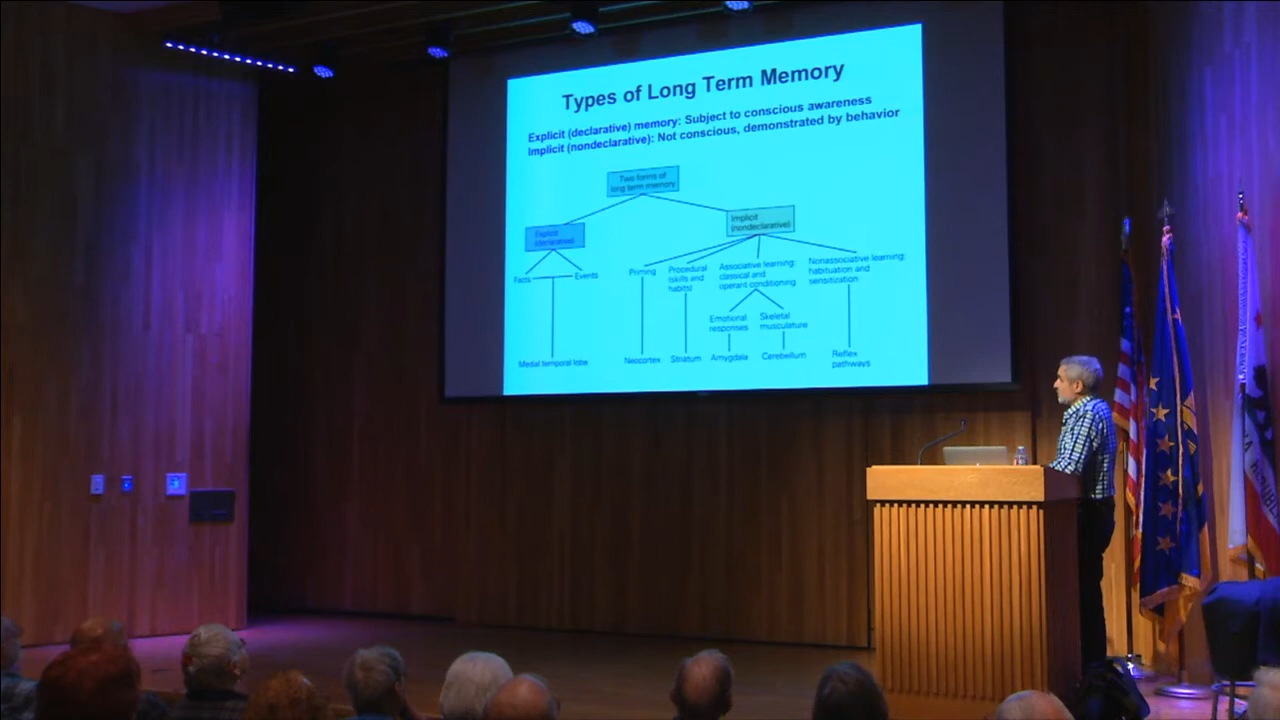 Types of Long Term Memory
Explicit (declarative) memory: Subject to conscious awareness
Implicit (nondeclarative): Not conscious, demonstrated by behavior
Two forms of
long term memory
Explicit
(declarative)
Implicit
(nondeclarative)
Facts
Events
Priming
Procedural
(skills and
habits)
Associative learning:
classical and
operant conditioning
Nonassociative learning:
habituation and
sensitization
Emotional
responses
Skeletal
musculature
Medial temporal lobe
Neocortex
Striatum
Amygdala
Cerebellum
Reflex
pathways